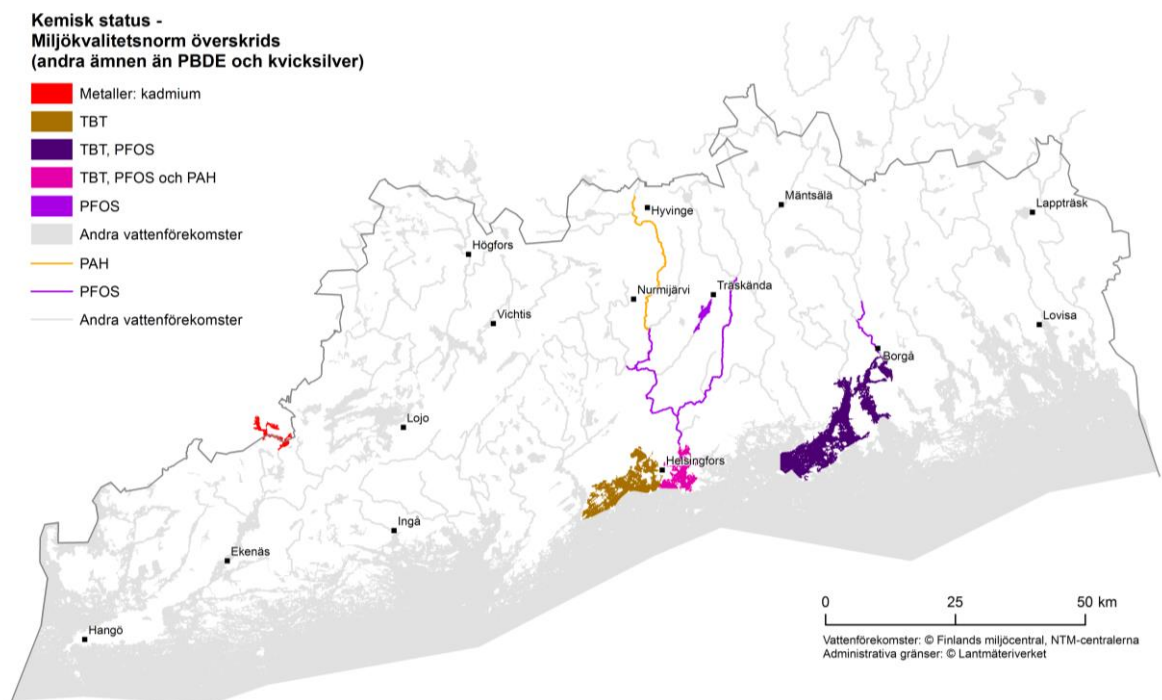 Kemisk status -
Miljökvalitetsnorm överskrids
(andra ämnen än PBDE och kvicksilver)
Metaller: kadmium
TBT
TBT, PFOS
TBT, PFOS och PAH
PFOS
Andra vattenförekomster
PAH
PFOS
Andra vattenförekomster
Hyvinge
Mäntsälä
Lappträsk
Högfors
Nurmijärvi
Träskända
Vichtis
Lovisa
Borgå
Lojo
Helsingfors
Ingå
Ekenäs
Hangö
0 25 50 km
Vattenförekomster: © Finlands miljöcentral, NTM-centralerna
Administrativa gränser: © Lantmäteriverket